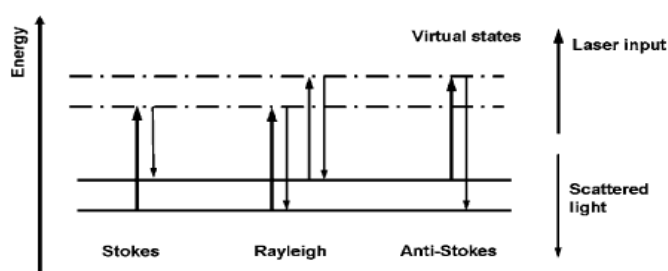 Energy
Virtual states
Laser input
Scattered
light
Stokes
Rayleigh
Anti-Stokes